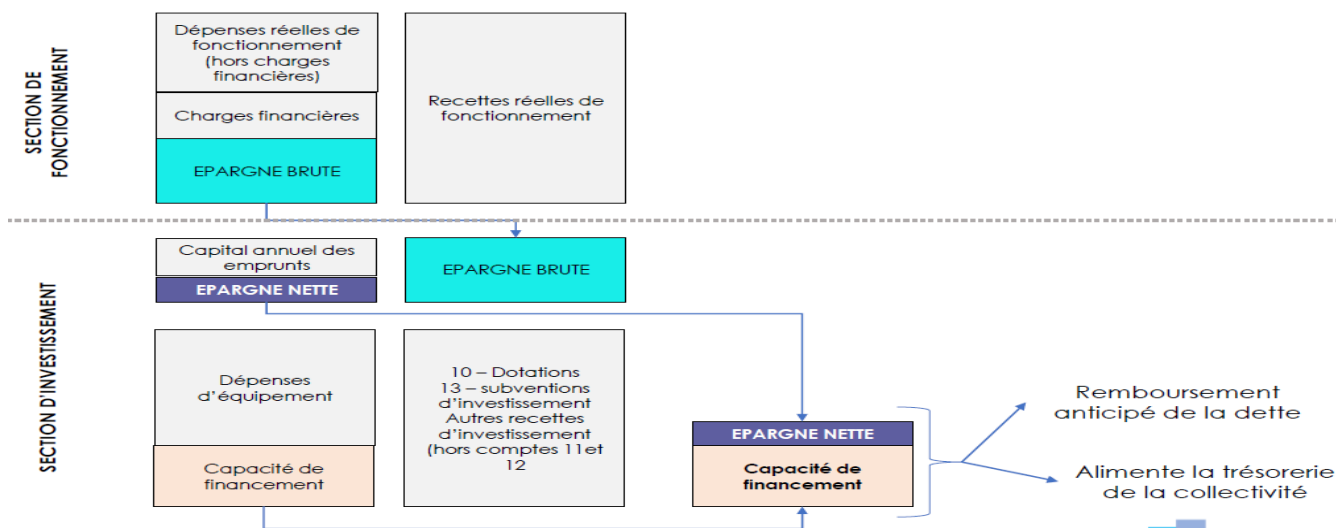 SECTION DE
FONCTIONNEMENT
Dépenses réelles de
fonctionnement
(hors charges
financières)
Charges financières
EPARGNE BRUTE
Recettes réelles de
fonctionnement
SECTION D'INVESTISSEMENT
Capital annuel des
emprunts
EPARGNE NETTE
EPARGNE BRUTE
Dépenses
d'équipement
Capacité de
financement
10 – Dotations
13 – subventions
d'investissement
Autres recettes
d'investissement
(hors comptes 11et
12
EPARGNE NETTE
Capacité de
financement
Remboursement
anticipé de la dette
Alimente la trésorerie
de la collectivité